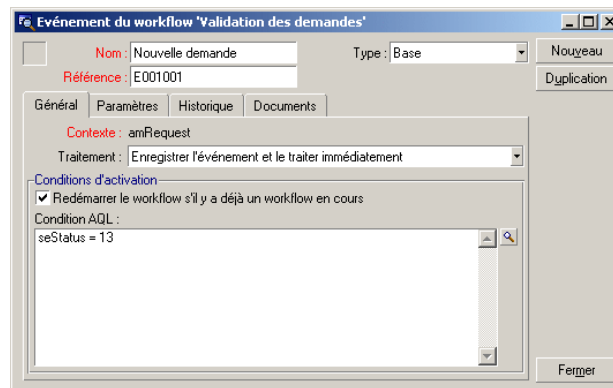 Evénement du workflow 'Validation des demandes'
Nom : Nouvelle demande
Type : Base
Nouveau
Référence : E001001
Duplication
Général Paramètres Historique Documents
Contexte : amRequest
Traitement : Enregistrer l'événement et le traiter immédiatement
Conditions d'activation
Redémarrer le workflow s'il y a déjà un workflow en cours
Condition AQL :
seStatus = 13
Fermer